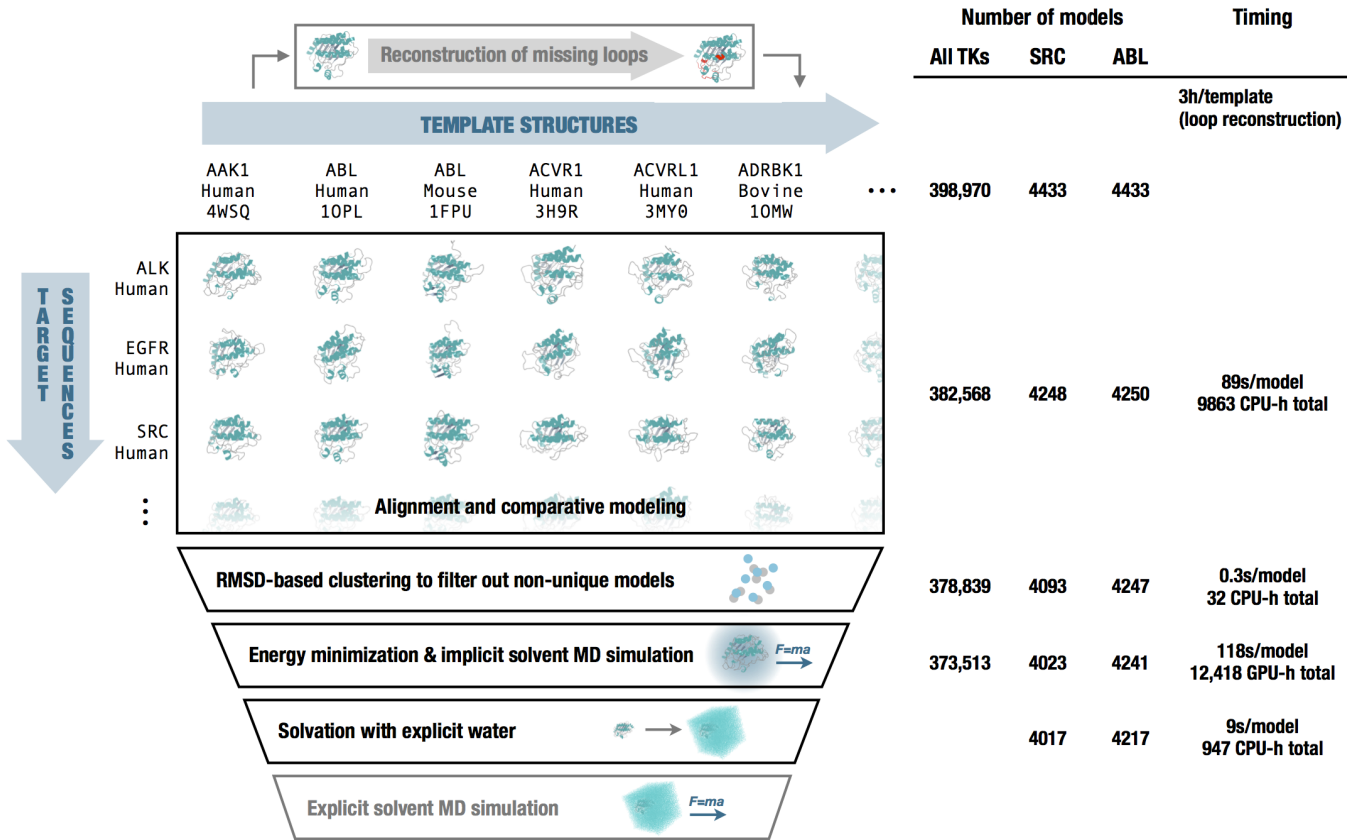 Number of models
Timing
All TKs
SRC
ABL
Reconstruction of missing loops
3h/template
(loop reconstruction)
TEMPLATE STRUCTURES
AAK1
Human
4WSQ
ABL
Human
1OPL
ABL
Mouse
1FPU
ACVR1
Human
3H9R
ACVRL1
Human
3MY0
ADRBK1
Bovine
1OMW
...
398,970
4433
4433
TARGET
SEQUENCES
ALK
Human
EGFR
Human
SRC
Human
...
Alignment and comparative modeling
382,568
4248
4250
89s/model
9863 CPU-h total
RMSD-based clustering to filter out non-unique models
378,839
4093
4247
0.3s/model
32 CPU-h total
Energy minimization & implicit solvent MD simulation
F=ma
373,513
4023
4241
118s/model
12,418 GPU-h total
Solvation with explicit water
4017
4217
9s/model
947 CPU-h total
Explicit solvent MD simulation
F=ma